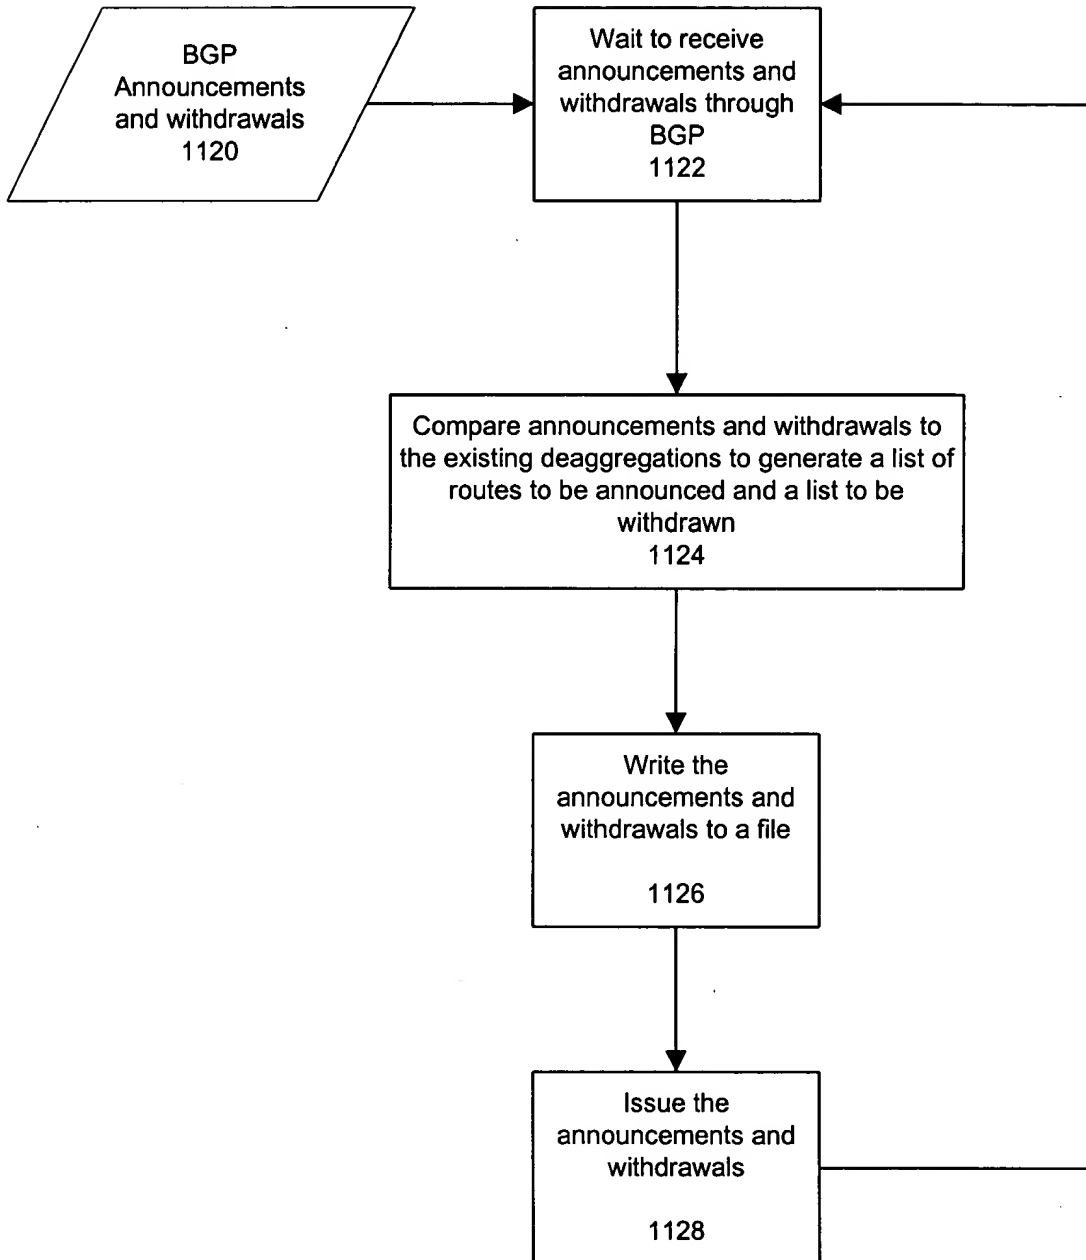 BGP
Announcements
and withdrawals
1120
Wait to receive
announcements and
withdrawals through
BGP
1122
Compare announcements and withdrawals to
the existing deaggregations to generate a list of
routes to be announced and a list to be
withdrawn
1124
Write the
announcements and
withdrawals to a file
1126
Issue the
announcements and
withdrawals
1128